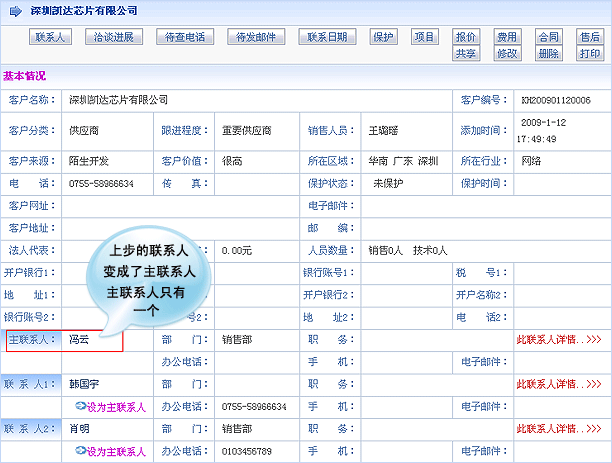 深圳凯达芯片有限公司
联系人 洽谈进展 待查电话 待发邮件 联系日期 保护 项目 报价 费用 合同 售后
共享 修改 删除 打印
基本情况
客户名称： 深圳凯达芯片有限公司 客户编号： KH200901120006
客户分类： 供应商 跟进程度： 重要供应商 销售人员： 王璐瑶 添加时间： 2009-1-12
17:49:49
客户来源： 陌生开发 客户价值： 很高 所在区域： 华南 广东 深圳 所在行业： 网络
电 话： 0755-58966634 传 真： 保护状态： 未保护 保护时间：
客户网址： 电子邮件：
客户地址： 邮 编：
法人代表： 0.00元 人员数量： 销售0人 技术0人
开户银行1： 银行账号1： 税 号1：
地 址1： 开户银行2： 开户名称2：
银行账号2： 号2： 地 址2： 电 话2：
上步的联系人
变成了主联系人
主联系人只有
一个
主联系人： 冯云 部 门： 销售部 职 务： 此联系人详情..>>>
办公电话： 手 机： 电子邮件：
联 系 人1： 韩国宇 部 门： 职 务： 此联系人详情..>>>
设为主联系人 办公电话： 0755-58966634 手 机： 电子邮件：
联 系 人2： 肖明 部 门： 销售部 职 务： 此联系人详情..>>>
设为主联系人 办公电话： 0103456789 手 机： 电子邮件：